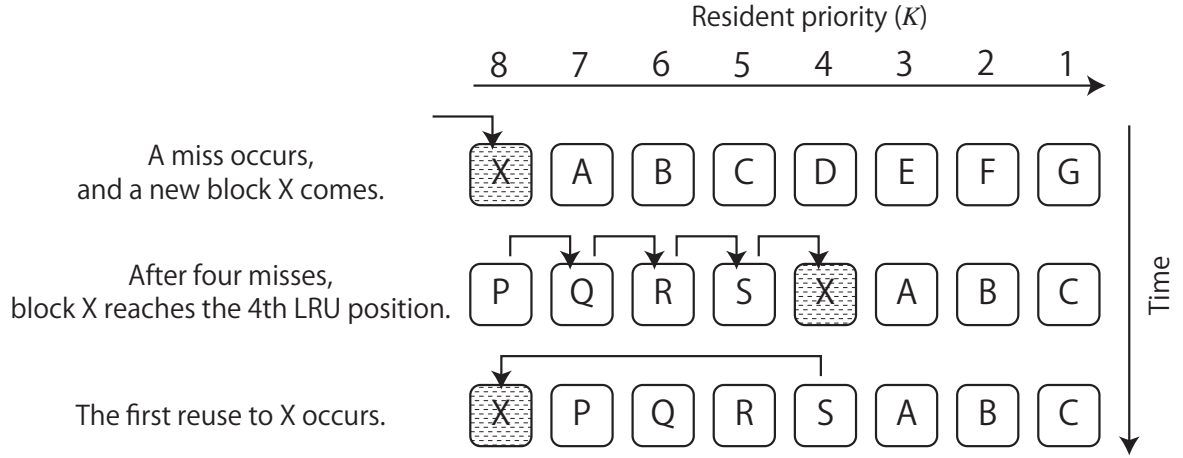 Resident priority (K)
8 7 6 5 4 3 2 1
A miss occurs,
and a new block X comes.
X A B C D E F G
After four misses,
block X reaches the 4th LRU position.
P Q R S X A B C
The first reuse to X occurs.
X P Q R S A B C
Time